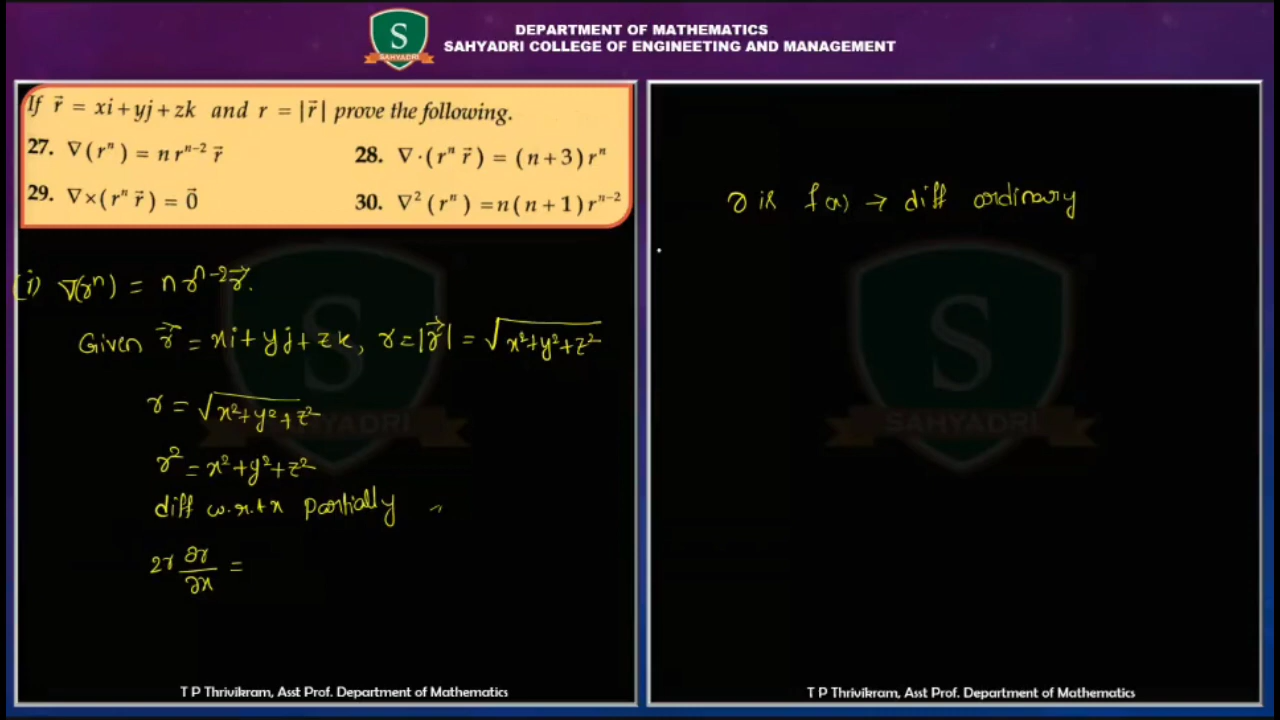 DEPARTMENT OF MATHEMATICS
SAHYADRI COLLEGE OF ENGINEETING AND MANAGEMENT
S
SAHYADRI
If r⃗ = xi + yj + zk and r = |r⃗| prove the following.
27. ∇(rⁿ) = n rⁿ⁻² r⃗
28. ∇·(rⁿ r⃗) = (n+3) rⁿ
29. ∇×(rⁿ r⃗) = 0⃗
30. ∇²(rⁿ) = n(n+1) rⁿ⁻²
(i) ∇(rⁿ) = n rⁿ⁻² r⃗.
Given r⃗ = xi + yj + zk, r = |r⃗| = √(x²+y²+z²)
r = √(x²+y²+z²)
r² = x²+y²+z²
diff w.r.t x partially
2r ∂r/∂x =
S
SAHYADRI
T P Thrivikram, Asst Prof. Department of Mathematics
r is f(x) → diff ordinary
S
SAHYADRI
T P Thrivikram, Asst Prof. Department of Mathematics